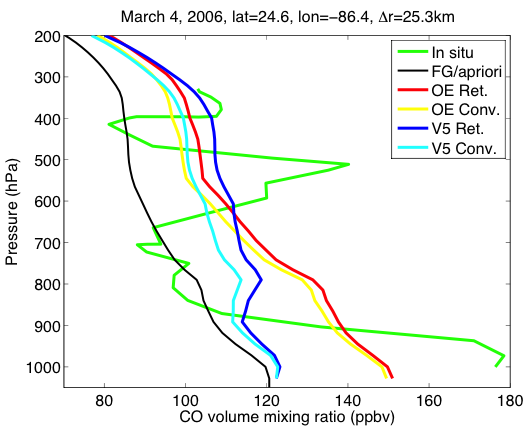 March 4, 2006, lat=24.6, lon=−86.4, Δr=25.3km
In situ
FG/apriori
OE Ret.
OE Conv.
V5 Ret.
V5 Conv.
Pressure (hPa)
200
300
400
500
600
700
800
900
1000
80 100 120 140 160 180
CO volume mixing ratio (ppbv)